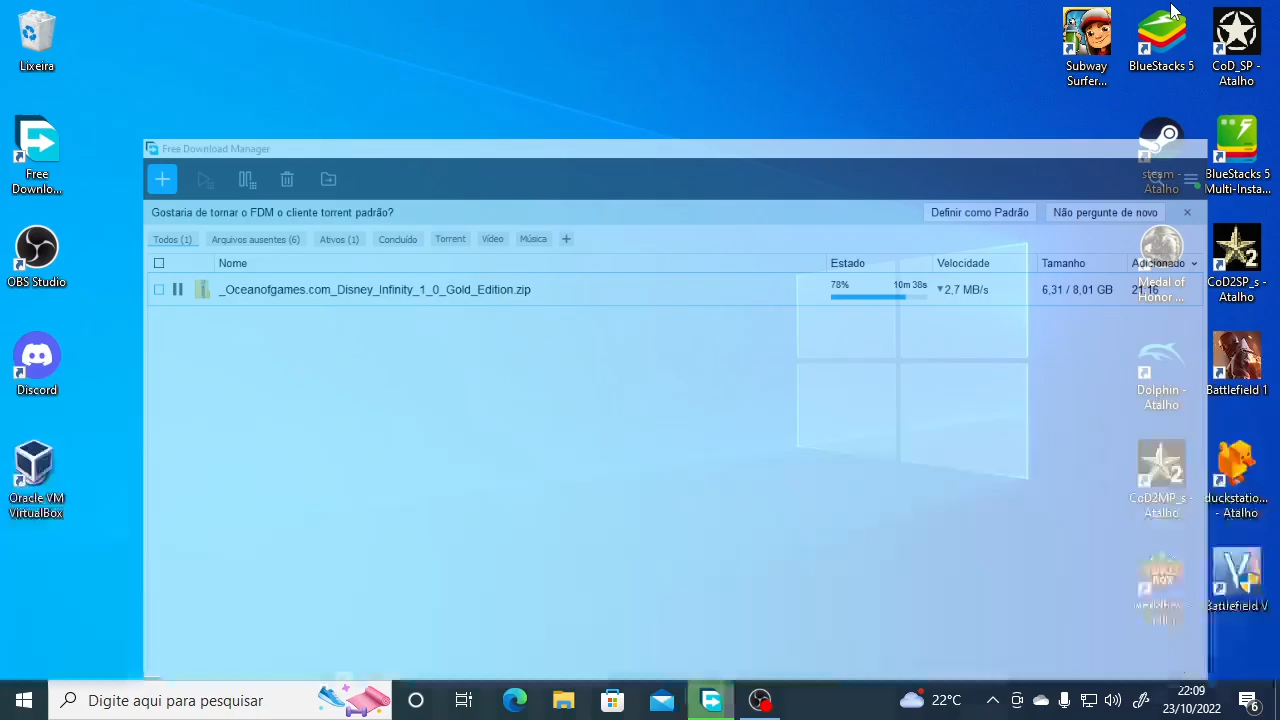 Lixeira
Free
Downlo...
OBS Studio
Discord
Oracle VM
VirtualBox
Subway
Surfer...
BlueStacks 5
CoD_SP -
Atalho
steam -
Atalho
BlueStacks 5
Multi-Insta...
Medal of
Honor ...
CoD2SP_s -
Atalho
Dolphin -
Atalho
Battlefield 1
CoD2MP_s -
Atalho
duckstatio...
- Atalho
Battlefield V
Free Download Manager
Gostaria de tornar o FDM o cliente torrent padrão?
Definir como Padrão
Não pergunte de novo
Todos (1)
Arquivos ausentes (6)
Ativos (1)
Concluído
Torrent
Vídeo
Música
Nome
Estado
Velocidade
Tamanho
Adicionado
_Oceanofgames.com_Disney_Infinity_1_0_Gold_Edition.zip
78%
10m 38s
2,7 MB/s
6,31 / 8,01 GB
21:16
Digite aqui para pesquisar
22°C
22:09
23/10/2022
6